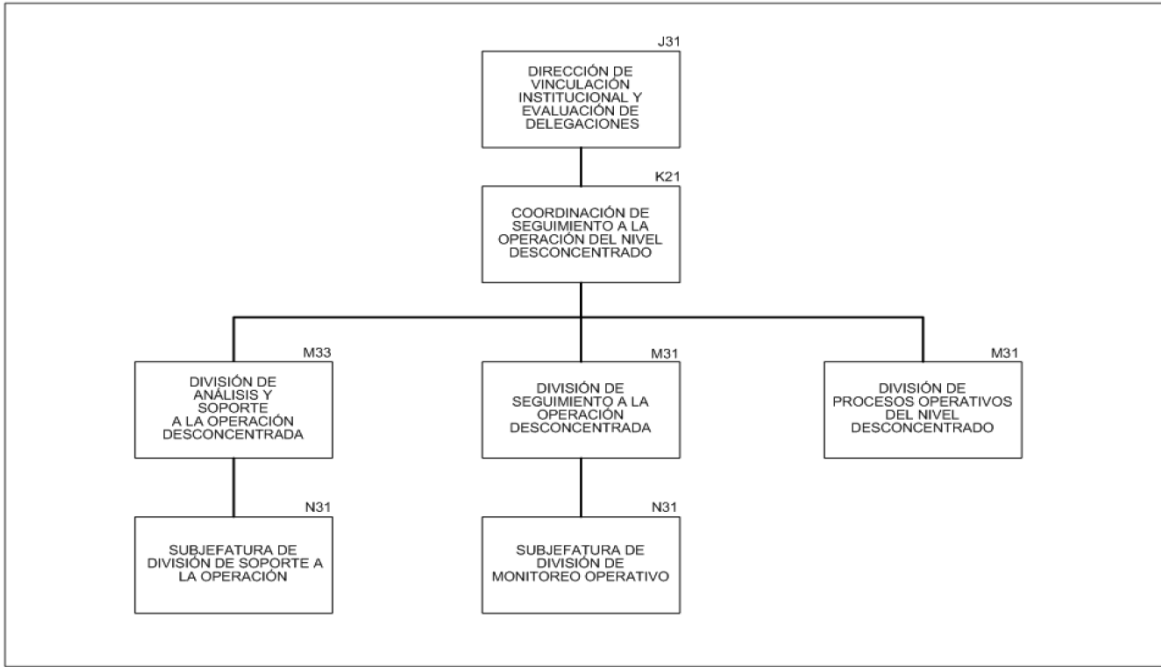 J31
DIRECCIÓN DE
VINCULACIÓN
INSTITUCIONAL Y
EVALUACIÓN DE
DELEGACIONES
K21
COORDINACIÓN DE
SEGUIMIENTO A LA
OPERACIÓN DEL NIVEL
DESCONCENTRADO
M33
DIVISIÓN DE
ANÁLISIS Y
SOPORTE
A LA OPERACIÓN
DESCONCENTRADA
M31
DIVISIÓN DE
SEGUIMIENTO A LA
OPERACIÓN
DESCONCENTRADA
M31
DIVISIÓN DE
PROCESOS OPERATIVOS
DEL NIVEL
DESCONCENTRADO
N31
SUBJEFATURA DE
DIVISIÓN DE SOPORTE A
LA OPERACIÓN
N31
SUBJEFATURA DE
DIVISIÓN DE
MONITOREO OPERATIVO